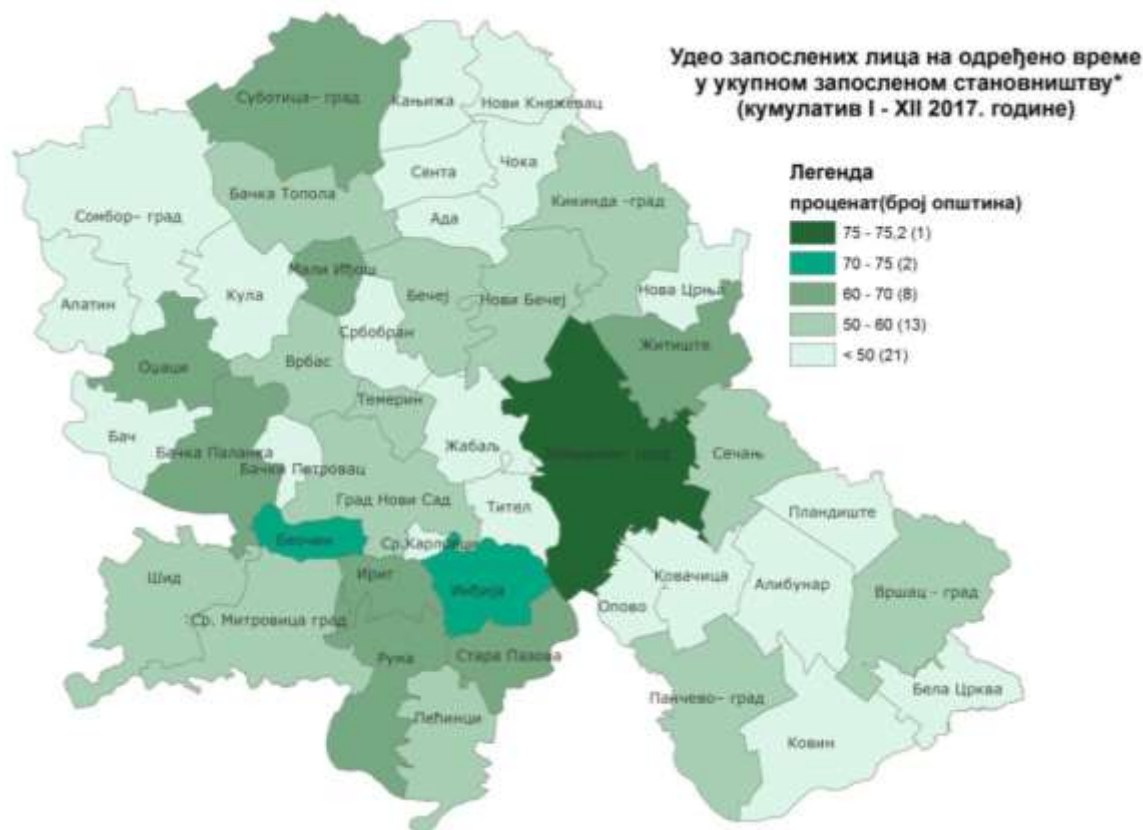 Удео запослених лица на одређено време
у укупном запосленом становништву*
(кумулатив I - XII 2017. године)
Легенда
проценат(број општина)
75 - 75,2 (1)
70 - 75 (2)
60 - 70 (8)
50 - 60 (13)
< 50 (21)
Суботица– град
Кањижа
Нови Кнежевац
Сента
Чока
Бачка Топола
Ада
Кикинда -град
Сомбор– град
Мали Иђош
Бечеј
Нови Бечеј
Нова Црња
Апатин
Кула
Србобран
Житиште
Оџаци
Врбас
Темерин
Бач
Бачка Паланка
Бачки Петровац
Жабаљ
град
Сечањ
Град Нови Сад
Тител
Пландиште
Беочин
Ср.Карловци
Шид
Ириг
Инђија
Опово
Ковачица
Алибунар
Вршац - град
Ср. Митровица град
Рума
Стара Пазова
Панчево– град
Бела Црква
Пећинци
Ковин